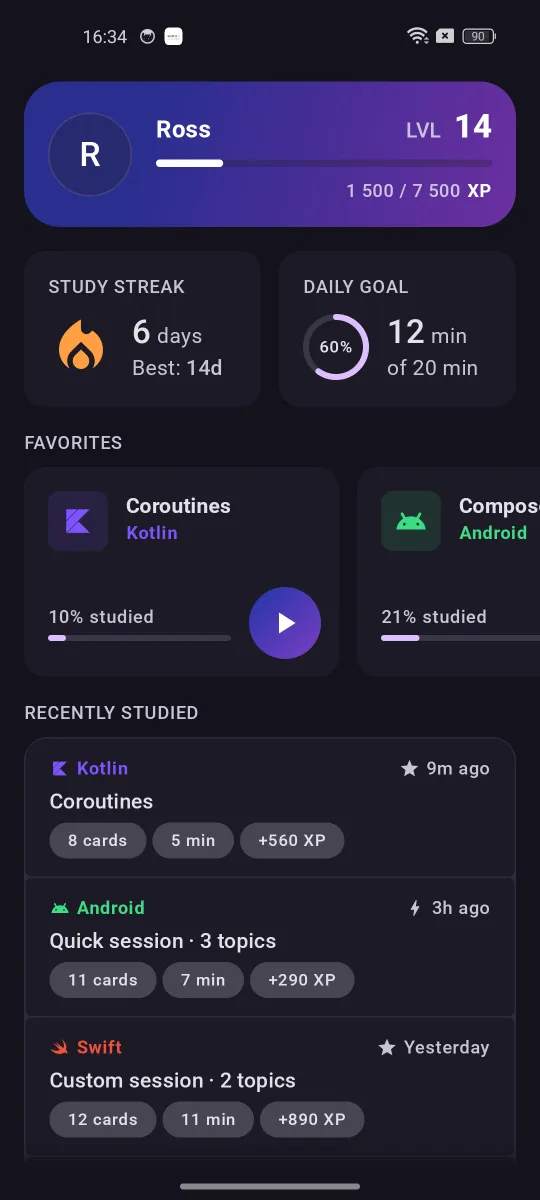 16:34
90
R
Ross
LVL 14
1 500 / 7 500 XP
STUDY STREAK
6 days
Best: 14d
DAILY GOAL
60%
12 min
of 20 min
FAVORITES
Coroutines
Kotlin
10% studied
Compos
Android
21% studied
RECENTLY STUDIED
Kotlin
9m ago
Coroutines
8 cards
5 min
+560 XP
Android
3h ago
Quick session · 3 topics
11 cards
7 min
+290 XP
Swift
Yesterday
Custom session · 2 topics
12 cards
11 min
+890 XP